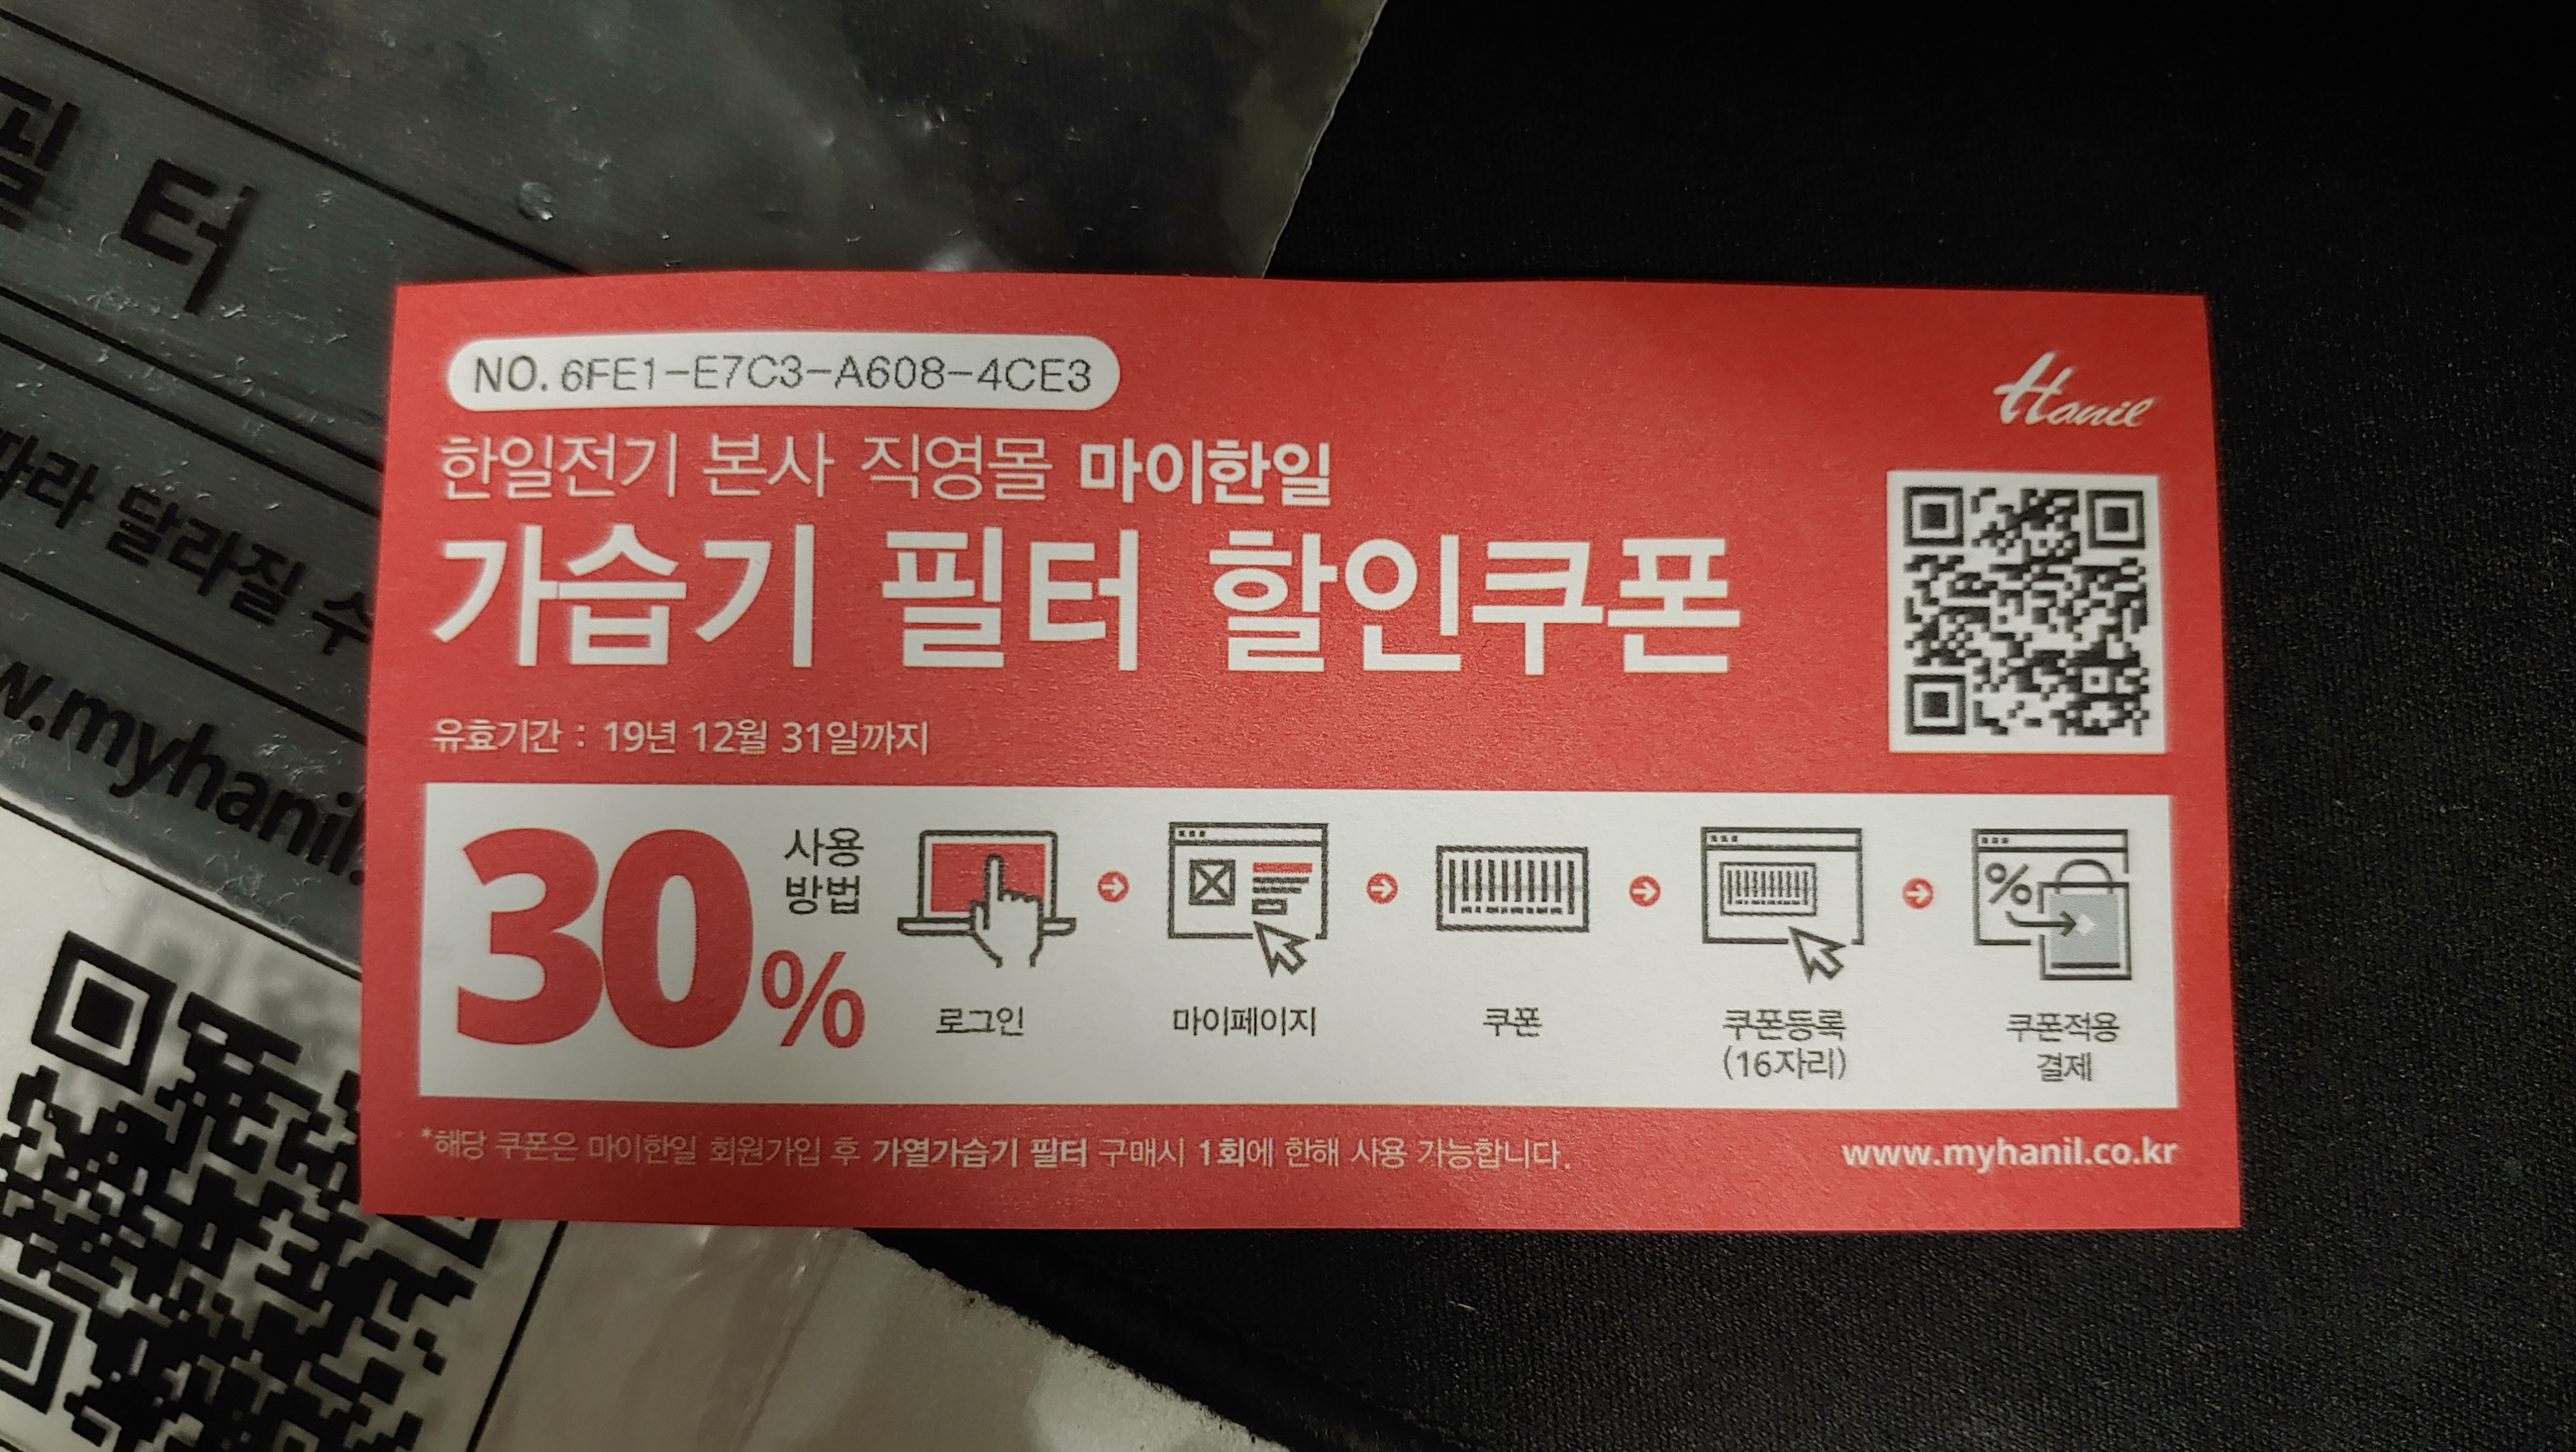 필터
따라 달라질 수
w.myhanil.
NO. 6FE1-E7C3-A608-4CE3
Hanil
한일전기 본사 직영몰 마이한일
가습기 필터 할인쿠폰
유효기간 : 19년 12월 31일까지
30%
사용
방법
로그인
마이페이지
쿠폰
쿠폰등록
(16자리)
쿠폰적용
결제
*해당 쿠폰은 마이한일 회원가입 후 가열가습기 필터 구매시 1회에 한해 사용 가능합니다.
www.myhanil.co.kr